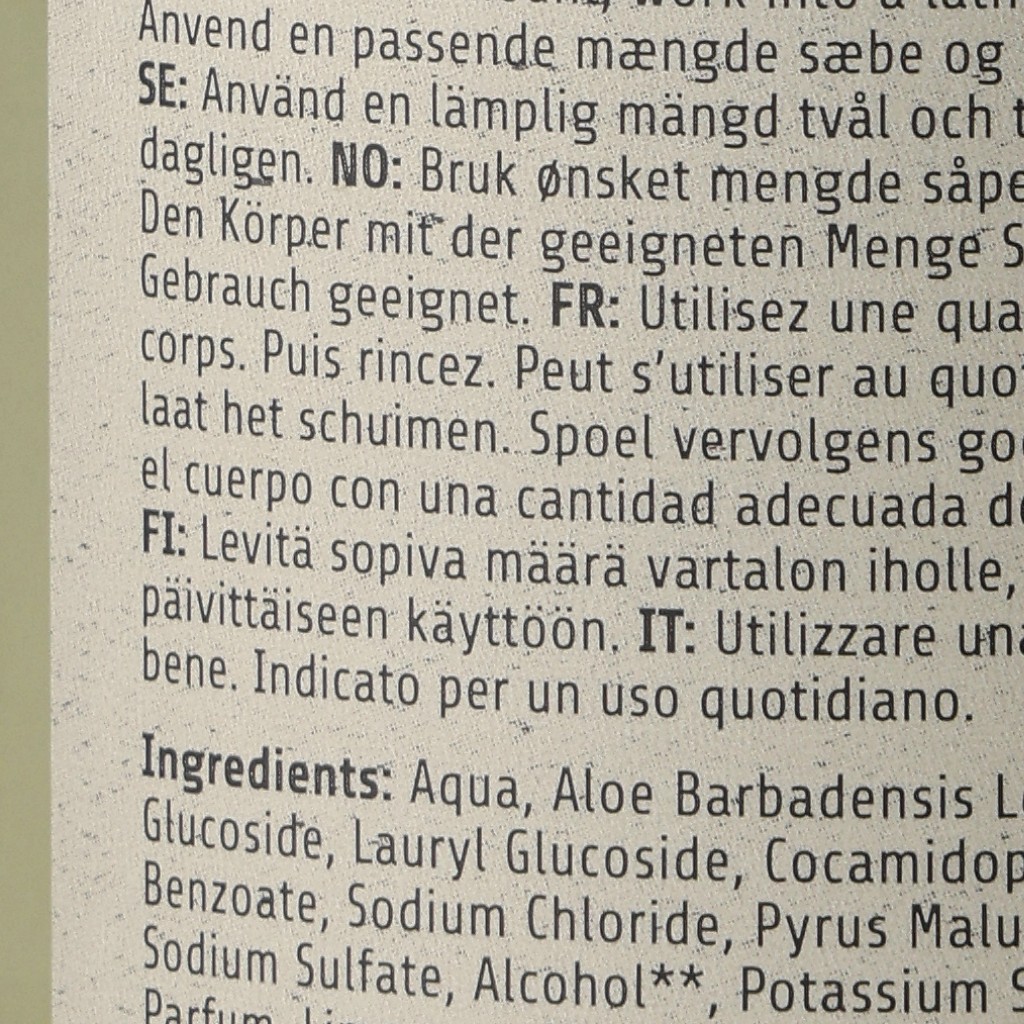 work into a
Anvend en passende mængde sæbe og
SE: Använd en lämplig mängd tvål och
dagligen. NO: Bruk ønsket mengde såpe
Den Körper mit der geeigneten Menge
Gebrauch geeignet. FR: Utilisez une
corps. Puis rincez. Peut s'utiliser au
laat het schuimen. Spoel vervolgens
el cuerpo con una cantidad adecuada
FI: Levitä sopiva määrä vartalon iholle,
päivittäiseen käyttöön. IT: Utilizzare
bene. Indicato per un uso quotidiano.
Ingredients: Aqua, Aloe Barbadensis
Glucoside, Lauryl Glucoside,
Benzoate, Sodium Chloride, Pyrus
Sodium Sulfate, Alcohol**, Potassium
Parfum,